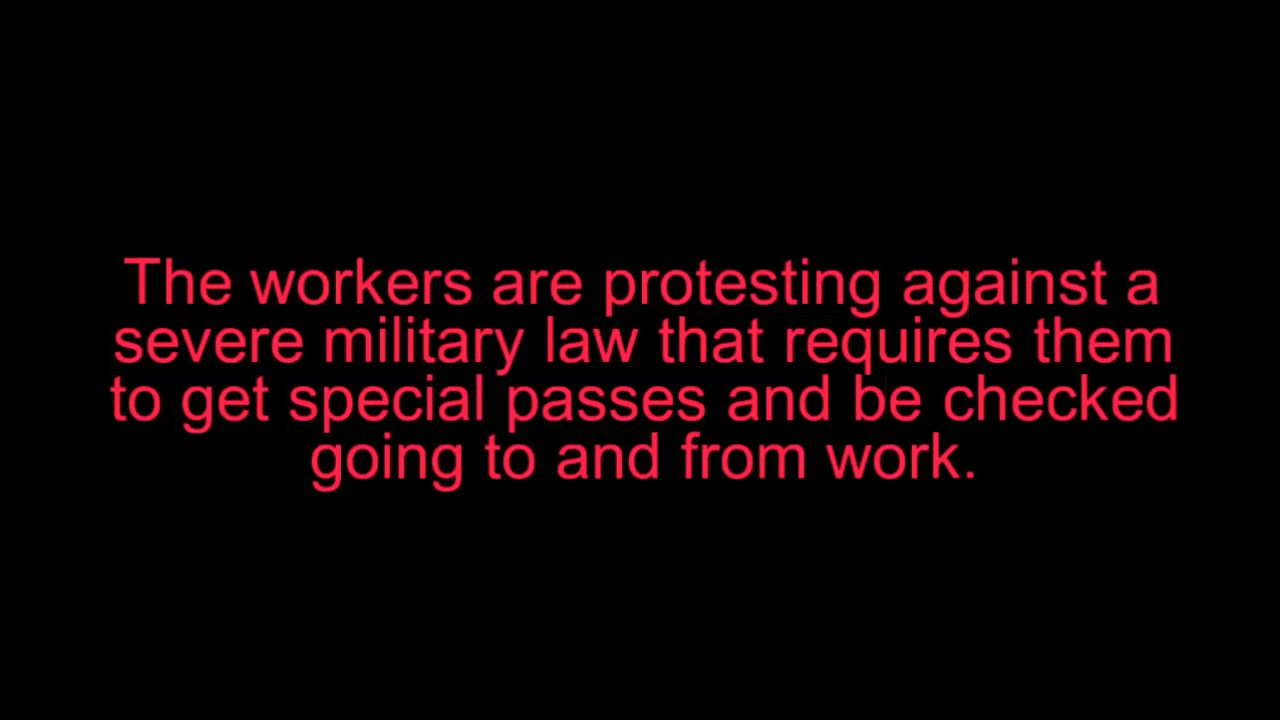 The workers are protesting against a
severe military law that requires them
to get special passes and be checked
going to and from work.